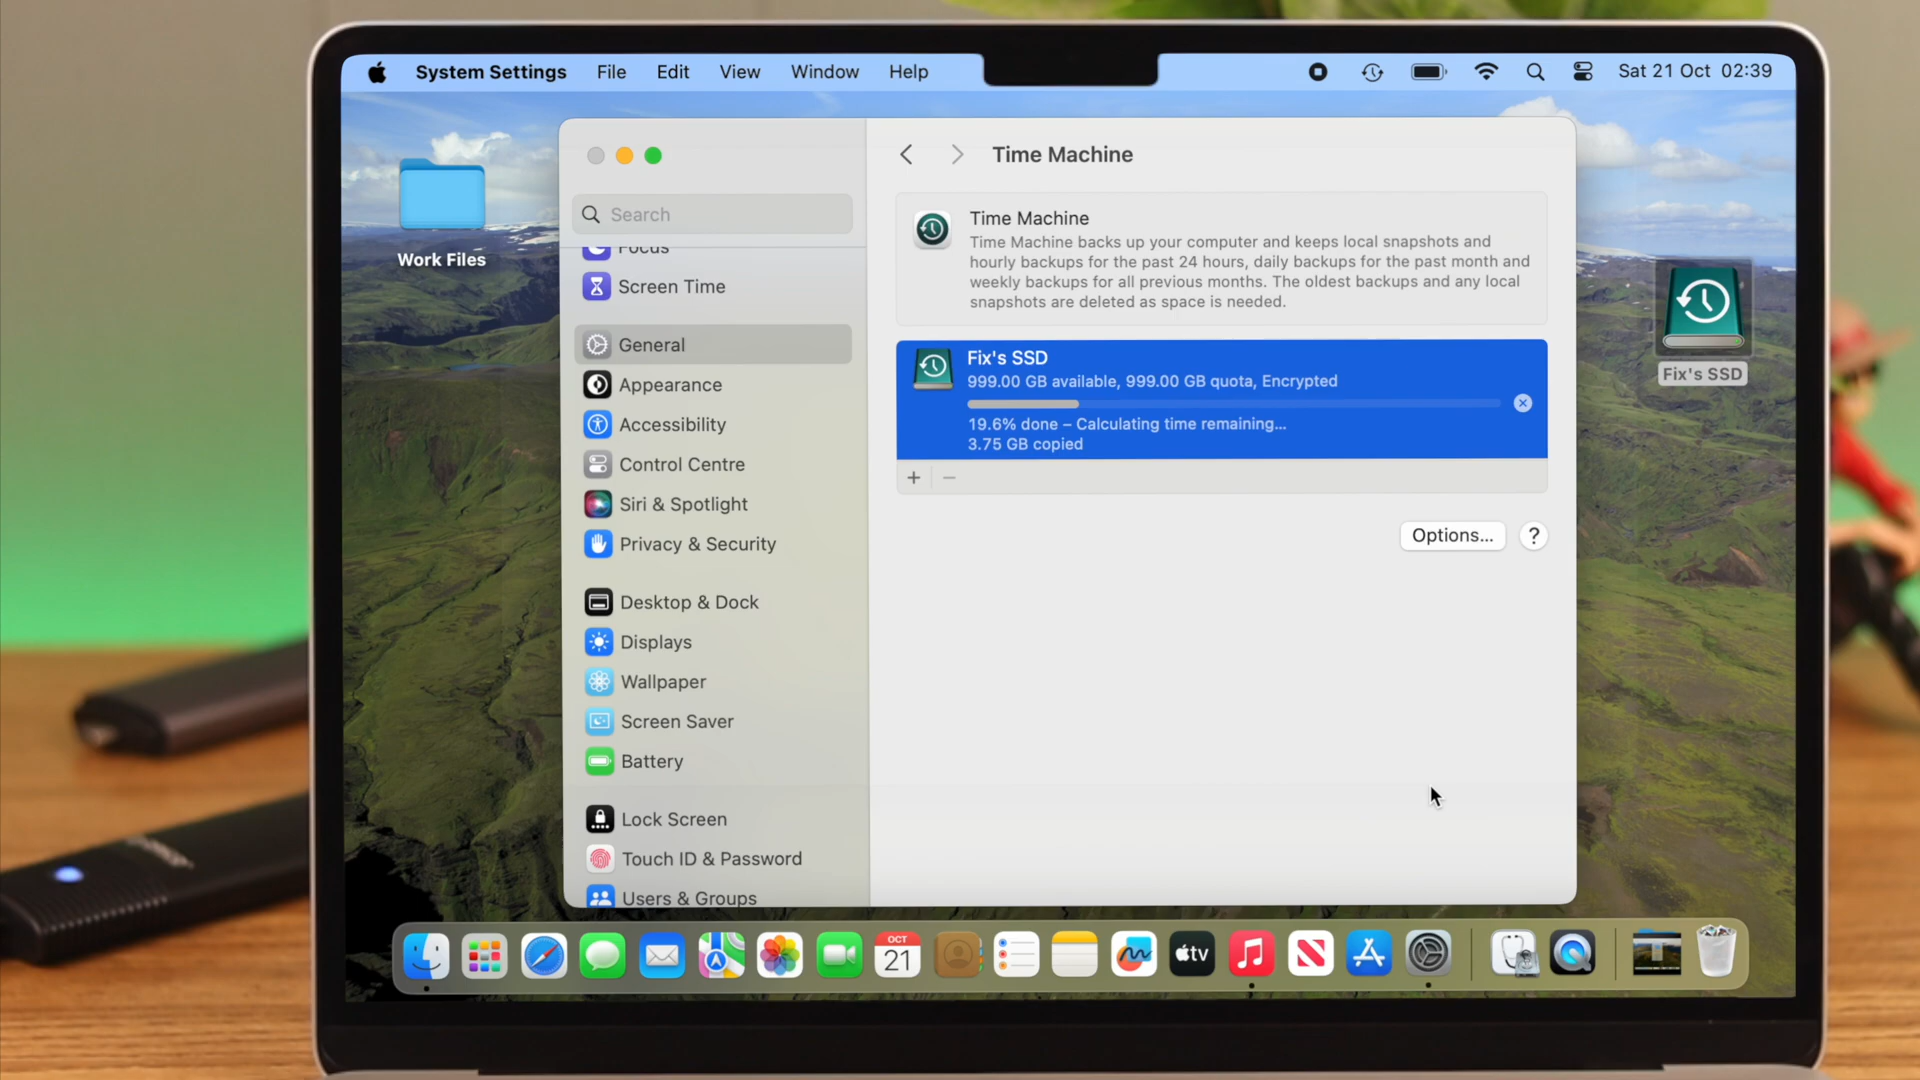 System Settings File Edit View Window Help Sat 21 Oct 02:39
Work Files
Search
Focus
Screen Time
General
Appearance
Accessibility
Control Centre
Siri & Spotlight
Privacy & Security
Desktop & Dock
Displays
Wallpaper
Screen Saver
Battery
Lock Screen
Touch ID & Password
Users & Groups
Time Machine
Time Machine
Time Machine backs up your computer and keeps local snapshots and
hourly backups for the past 24 hours, daily backups for the past month and
weekly backups for all previous months. The oldest backups and any local
snapshots are deleted as space is needed.
Fix's SSD
999.00 GB available, 999.00 GB quota, Encrypted
19.6% done – Calculating time remaining...
3.75 GB copied
+ −
Options... ?
Fix's SSD
OCT
21
tv